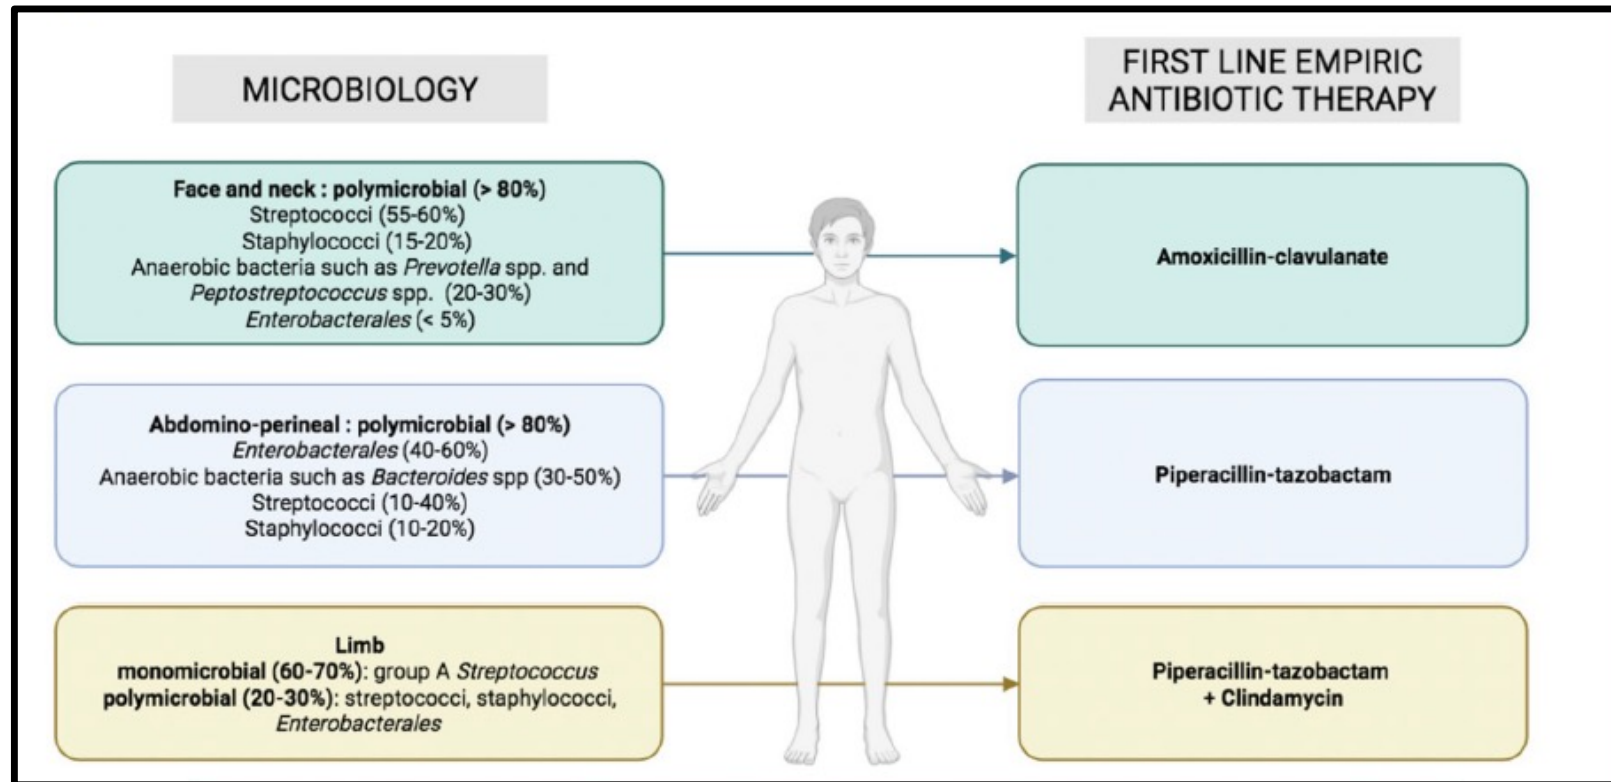 MICROBIOLOGY
FIRST LINE EMPIRIC
ANTIBIOTIC THERAPY
Face and neck : polymicrobial (> 80%)
Streptococci (55-60%)
Staphylococci (15-20%)
Anaerobic bacteria such as Prevotella spp. and
Peptostreptococcus spp. (20-30%)
Enterobacterales (< 5%)
Amoxicillin-clavulanate
Abdomino-perineal : polymicrobial (> 80%)
Enterobacterales (40-60%)
Anaerobic bacteria such as Bacteroides spp (30-50%)
Streptococci (10-40%)
Staphylococci (10-20%)
Piperacillin-tazobactam
Limb
monomicrobial (60-70%): group A Streptococcus
polymicrobial (20-30%): streptococci, staphylococci,
Enterobacterales
Piperacillin-tazobactam
+ Clindamycin